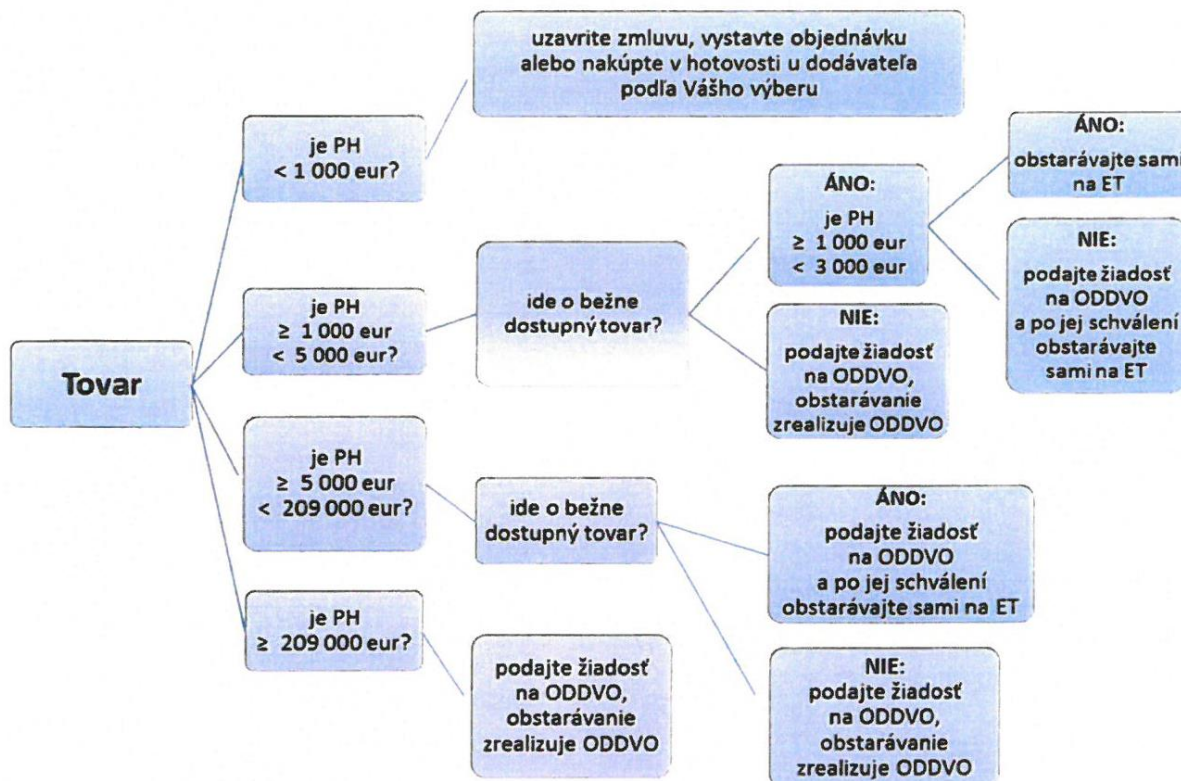 uzavrite zmluvu, vystavte objednávku
alebo nakúpte v hotovosti u dodávateľa
podľa Vášho výberu
je PH
< 1 000 eur?
ÁNO:
obstarávajte sami
na ET
ÁNO:
je PH
≥ 1 000 eur
< 3 000 eur
NIE:
podajte žiadosť
na ODDVO
a po jej schválení
obstarávajte
sami na ET
ide o bežne
dostupný tovar?
je PH
≥ 1 000 eur
< 5 000 eur?
NIE:
podajte žiadosť
na ODDVO,
obstarávanie
zrealizuje ODDVO
Tovar
je PH
≥ 5 000 eur
< 209 000 eur?
ide o bežne
dostupný tovar?
ÁNO:
podajte žiadosť
na ODDVO
a po jej schválení
obstarávajte sami na ET
je PH
≥ 209 000 eur?
podajte žiadosť
na ODDVO,
obstarávanie
zrealizuje ODDVO
NIE:
podajte žiadosť
na ODDVO,
obstarávanie
zrealizuje ODDVO